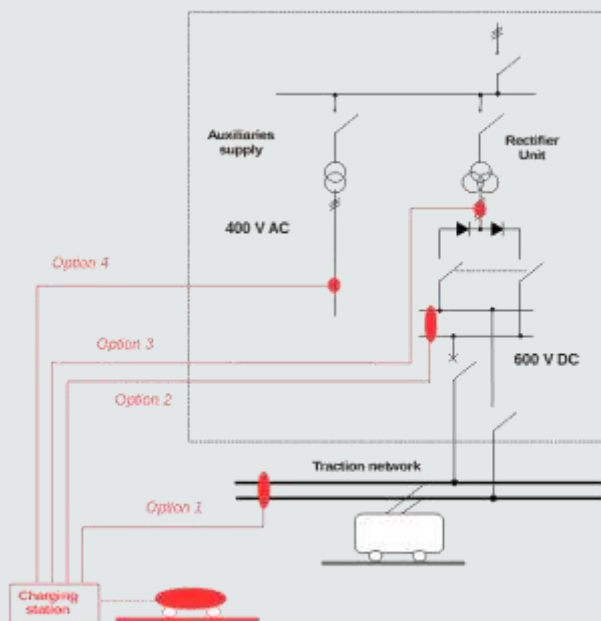 Auxiliaries
supply
Rectifier
Unit
400 V AC
Option 4
Option 3
600 V DC
Option 2
Traction network
Option 1
Charging
station